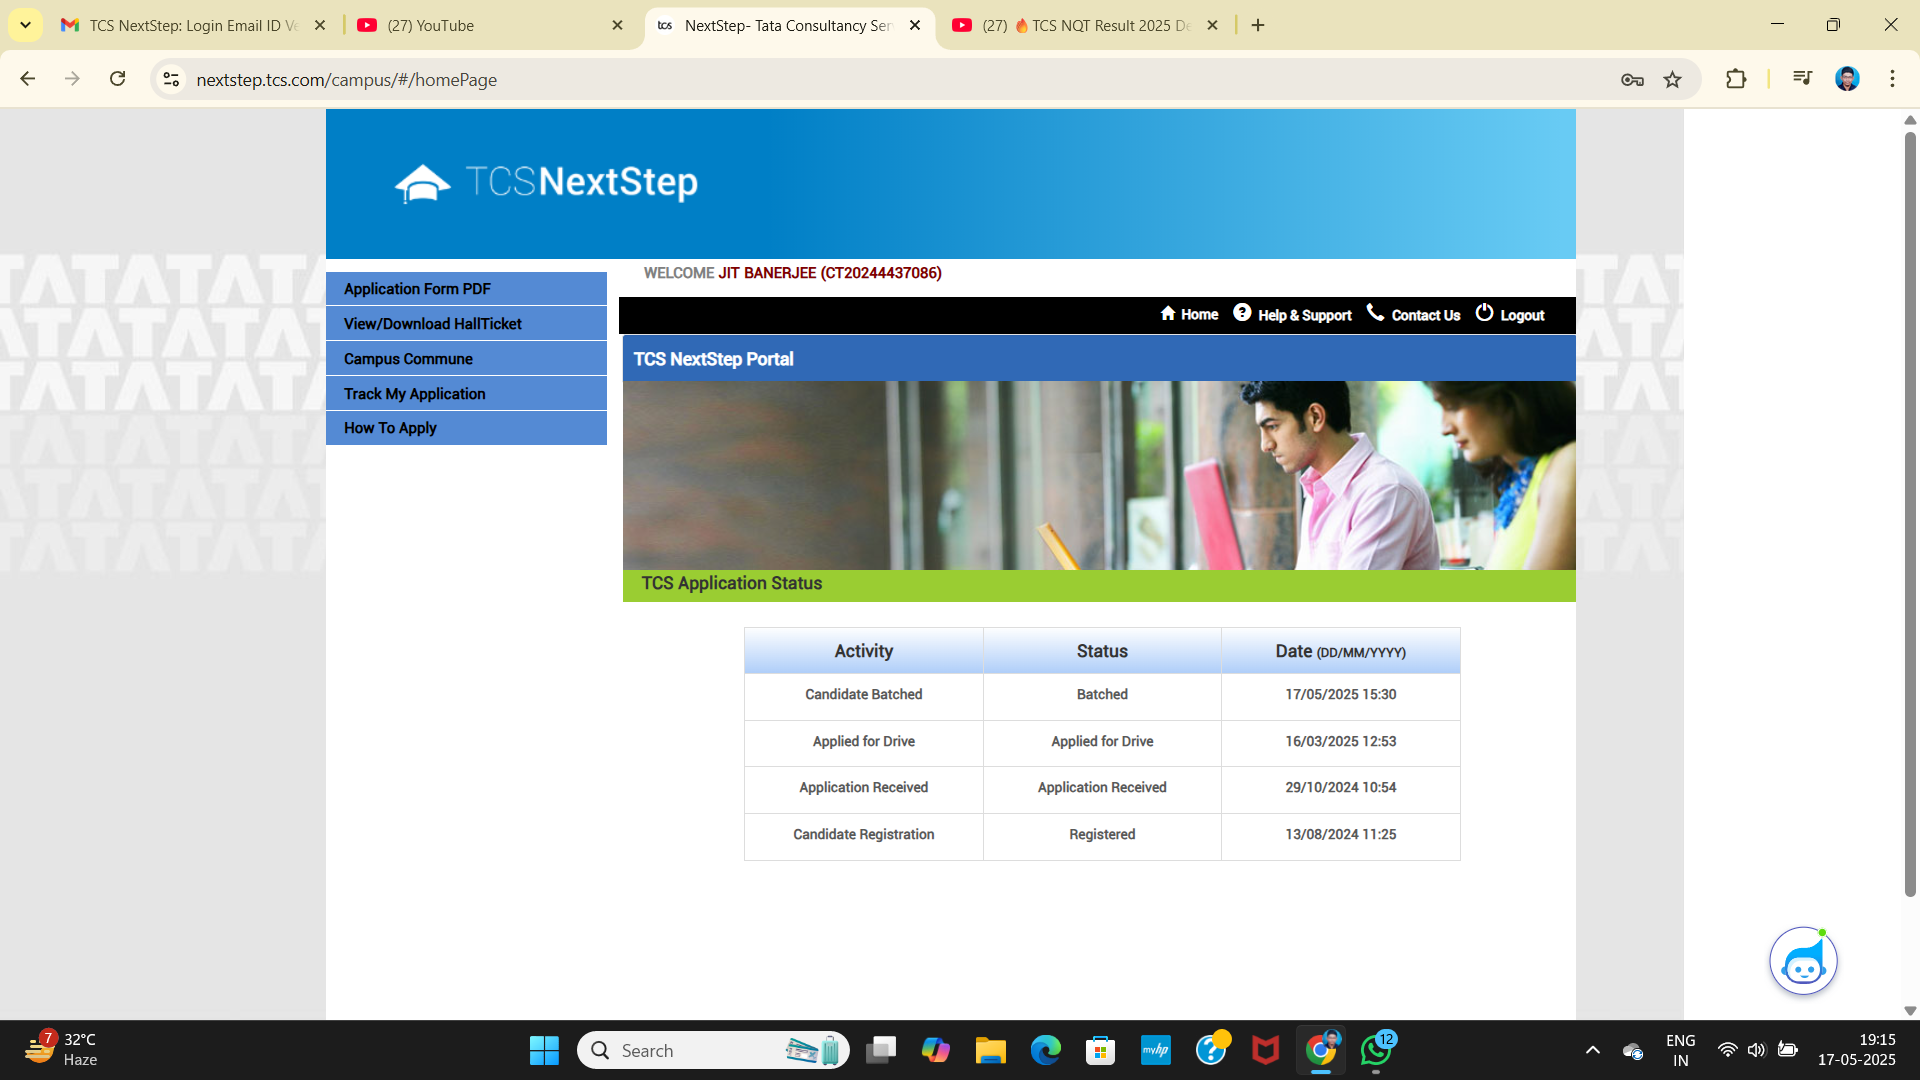 TCS NextStep: Login Email ID Ve
(27) YouTube
tcs
NextStep- Tata Consultancy Ser
(27) 🔥 TCS NQT Result 2025 De
nextstep.tcs.com/campus/#/homePage
TCSNextStep
WELCOME JIT BANERJEE (CT20244437086)
Application Form PDF
View/Download HallTicket
Campus Commune
Track My Application
How To Apply
Home
Help & Support
Contact Us
Logout
TCS NextStep Portal
TCS Application Status
Activity Status Date (DD/MM/YYYY)
Candidate Batched Batched 17/05/2025 15:30
Applied for Drive Applied for Drive 16/03/2025 12:53
Application Received Application Received 29/10/2024 10:54
Candidate Registration Registered 13/08/2024 11:25
7
32°C
Haze
Search
myhp
12
ENG
IN
19:15
17-05-2025